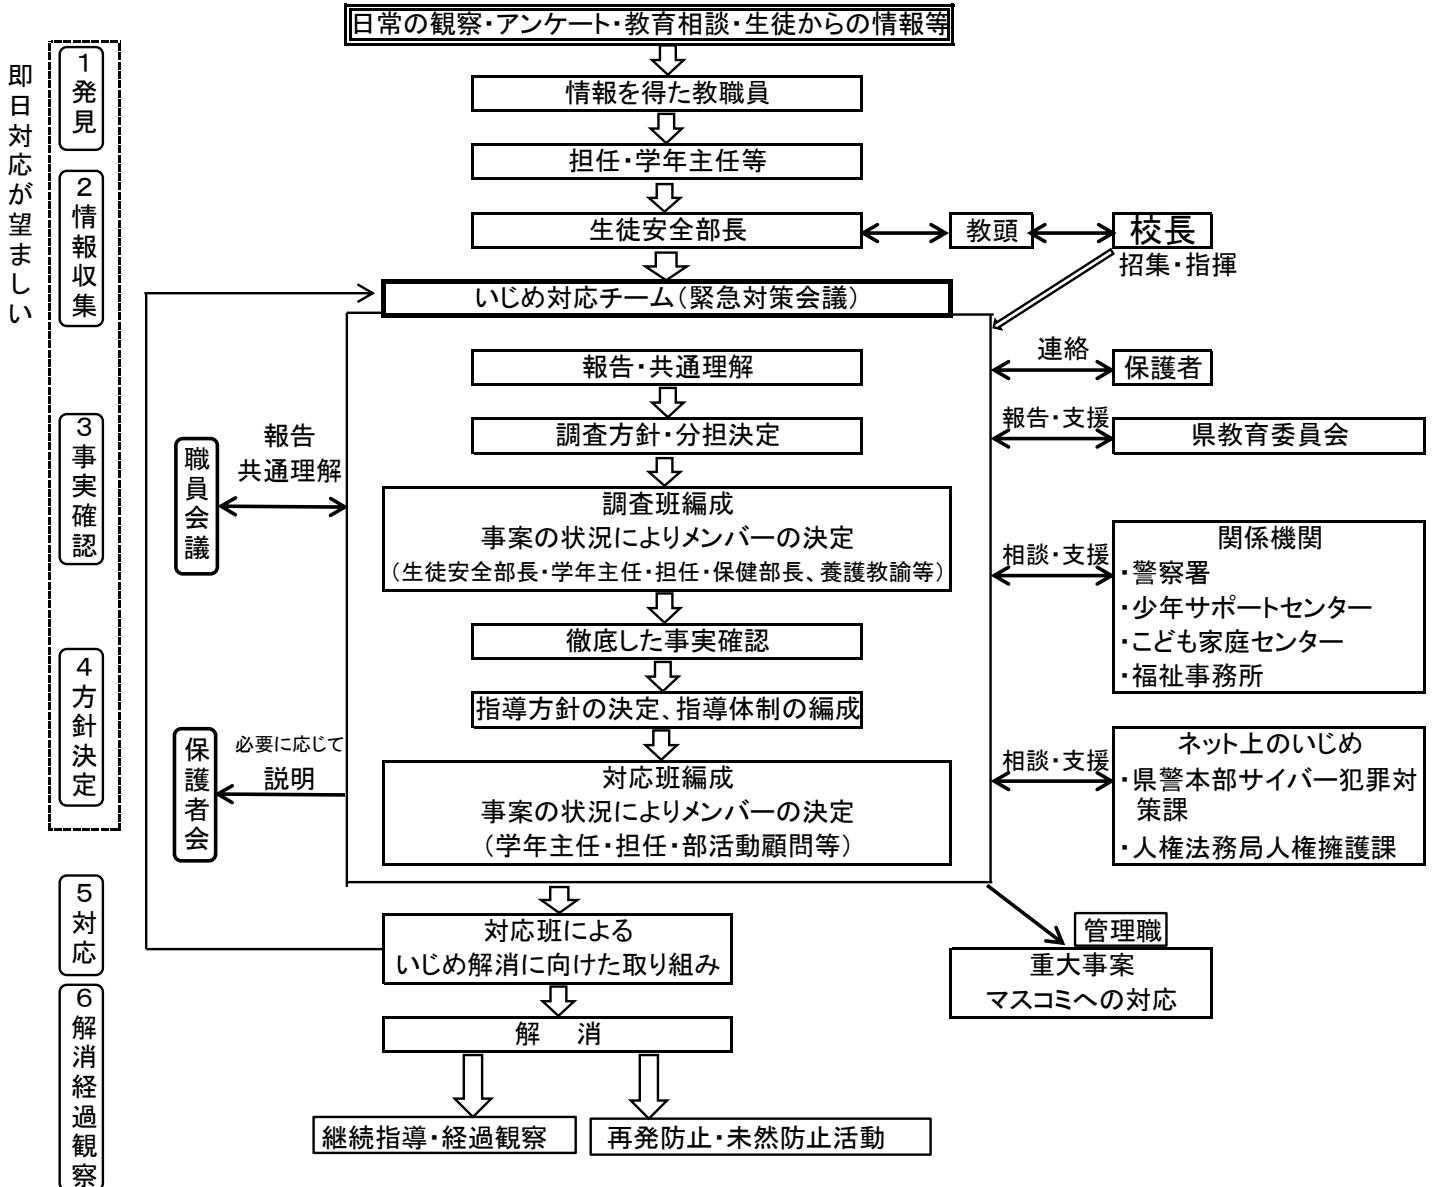 日常の観察・アンケート・教育相談・生徒からの情報等
即日対応が望ましい
1発見
2情報収集
3事実確認
4方針決定
5対応
6解消経過観察
情報を得た教職員
担任・学年主任等
生徒安全部長
教頭
校長
招集・指揮
いじめ対応チーム（緊急対策会議）
報告・共通理解
連絡
保護者
調査方針・分担決定
報告・支援
県教育委員会
職員会議
報告
共通理解
調査班編成
事案の状況によりメンバーの決定
（生徒安全部長・学年主任・担任・保健部長、養護教諭等）
相談・支援
関係機関
・警察署
・少年サポートセンター
・こども家庭センター
・福祉事務所
徹底した事実確認
指導方針の決定、指導体制の編成
保護者会
必要に応じて
説明
対応班編成
事案の状況によりメンバーの決定
（学年主任・担任・部活動顧問等）
相談・支援
ネット上のいじめ
・県警本部サイバー犯罪対
策課
・人権法務局人権擁護課
対応班による
いじめ解消に向けた取り組み
管理職
重大事案
マスコミへの対応
解　消
継続指導・経過観察
再発防止・未然防止活動